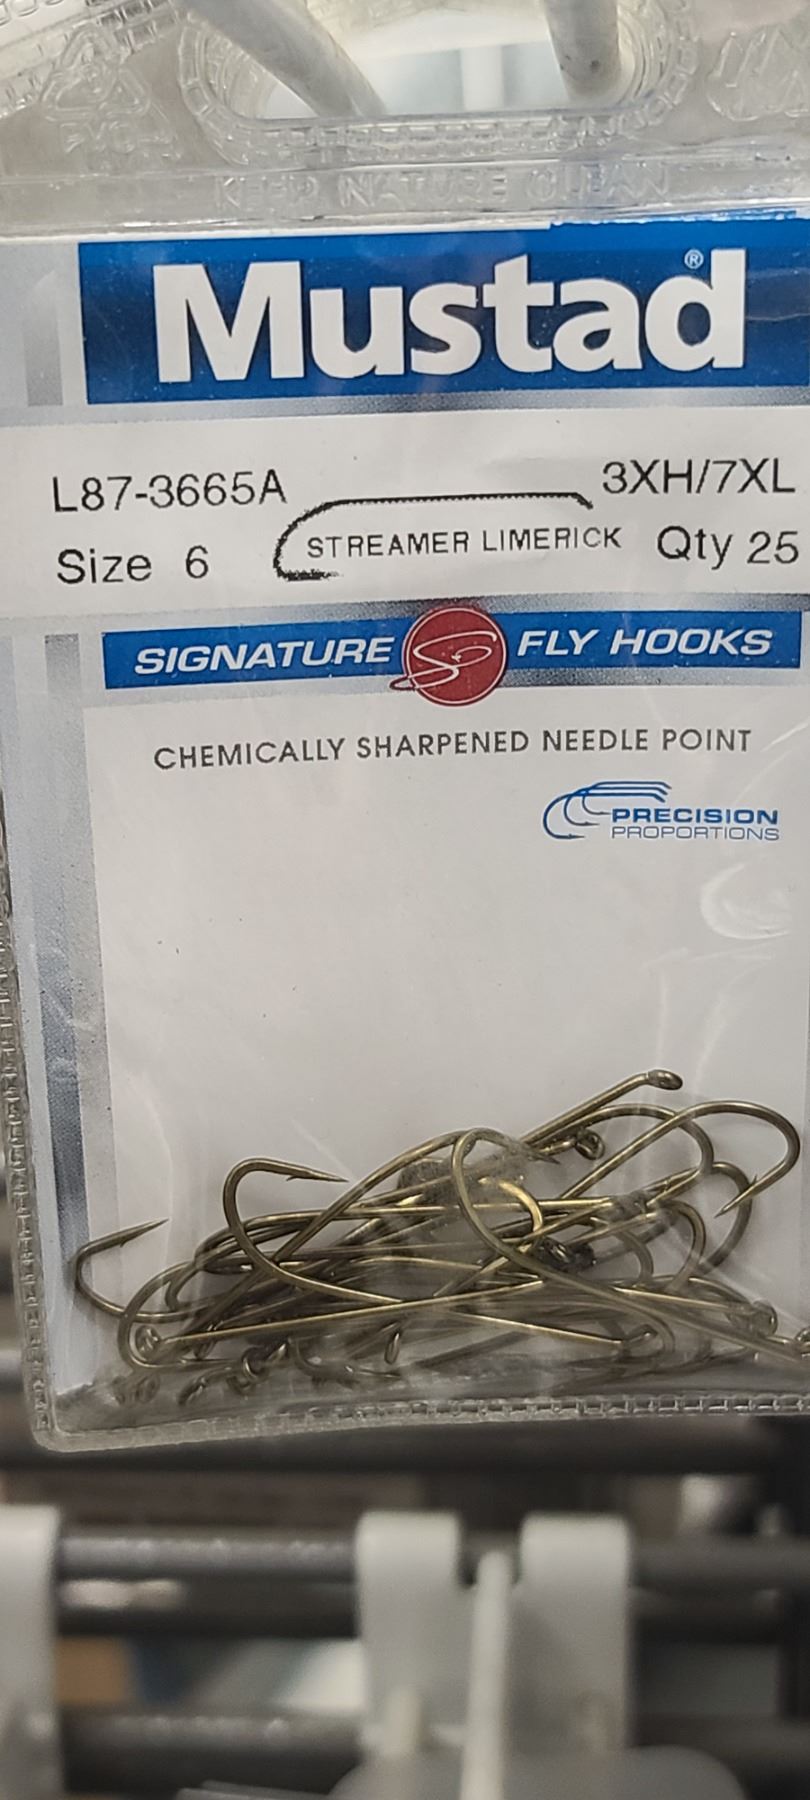 KEEP NATURE CLEAN
Mustad®
L87-3665A 3XH/7XL
Size 6 STREAMER LIMERICK Qty 25
SIGNATURE FLY HOOKS
CHEMICALLY SHARPENED NEEDLE POINT
PRECISION
PROPORTIONS